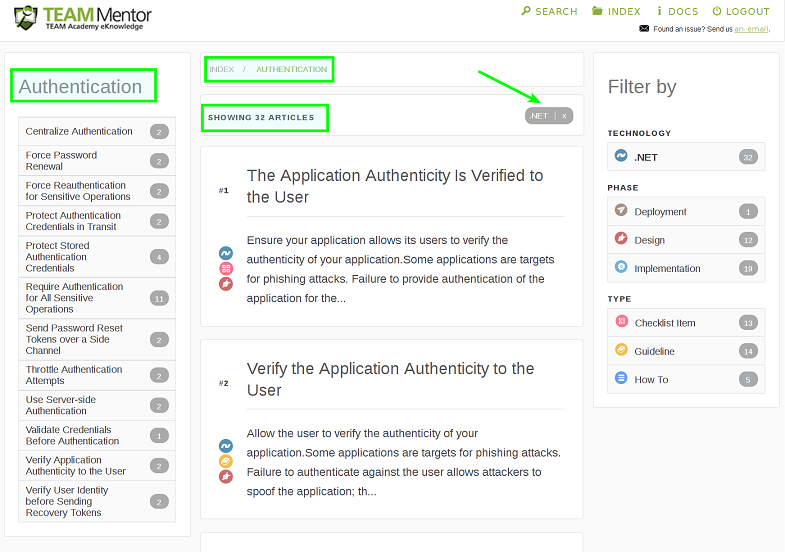 TEAM Mentor
TEAM Academy eKnowledge
SEARCH
INDEX
DOCS
LOGOUT
Found an issue? Send us an email.
Authentication
Centralize Authentication 2
Force Password
Renewal 2
Force Reauthentication
for Sensitive Operations 2
Protect Authentication
Credentials in Transit 2
Protect Stored
Authentication
Credentials 4
Require Authentication
for All Sensitive
Operations 11
Send Password Reset
Tokens over a Side
Channel 2
Throttle Authentication
Attempts 2
Use Server-side
Authentication 2
Validate Credentials
Before Authentication 1
Verify Application
Authenticity to the User 2
Verify User Identity
before Sending
Recovery Tokens 2
INDEX / AUTHENTICATION
SHOWING 32 ARTICLES
.NET | x
#1
The Application Authenticity Is Verified to
the User
Ensure your application allows its users to verify the
authenticity of your application.Some applications are targets
for phishing attacks. Failure to provide authentication of the
application for the...
#2
Verify the Application Authenticity to the
User
Allow the user to verify the authenticity of your
application.Some applications are targets for phishing attacks.
Failure to authenticate against the user allows attackers to
spoof the application; th...
Filter by
TECHNOLOGY
.NET 32
PHASE
Deployment 1
Design 12
Implementation 19
TYPE
Checklist Item 13
Guideline 14
How To 5